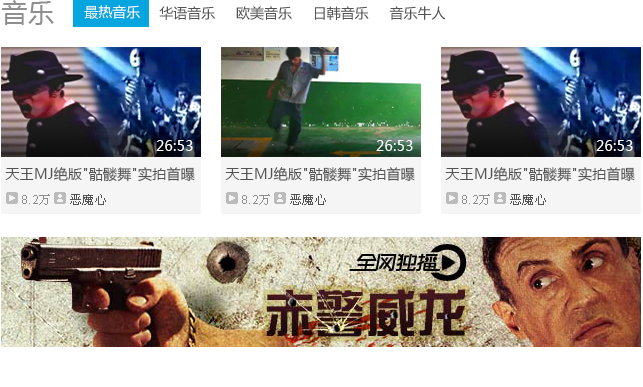 音乐 最热音乐 华语音乐 欧美音乐 日韩音乐 音乐牛人
26:53 26:53 26:53
天王MJ绝版"骷髅舞"实拍首曝 天王MJ绝版"骷髅舞"实拍首曝 天王MJ绝版"骷髅舞"实拍首曝
8.2万 恶魔心 8.2万 恶魔心 8.2万 恶魔心
全网独播
赤警威龙